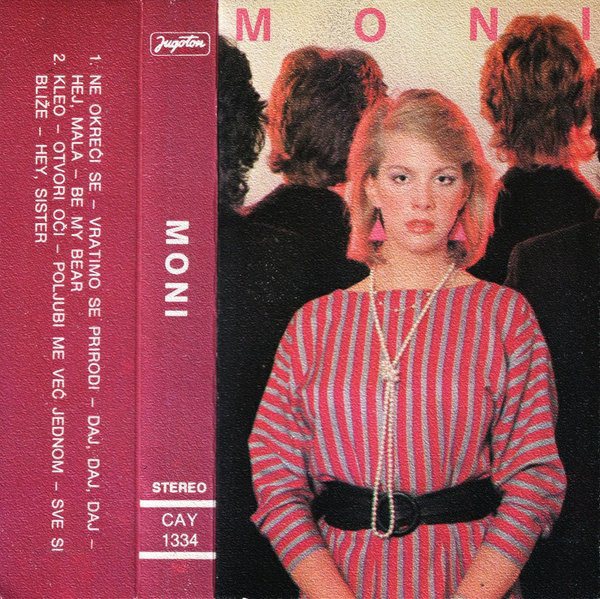 1. NE OKREĆI SE – VRATIMO SE PRIRODI – DAJ, DAJ, DAJ –
HEJ, MALA – BE MY BEAR
2. KLEO – OTVORI OČI – POLJUBI ME VEĆ JEDNOM – SVE SI
BLIŽE – HEY, SISTER
Jugoton
MONI
STEREO
CAY
1334
MONI